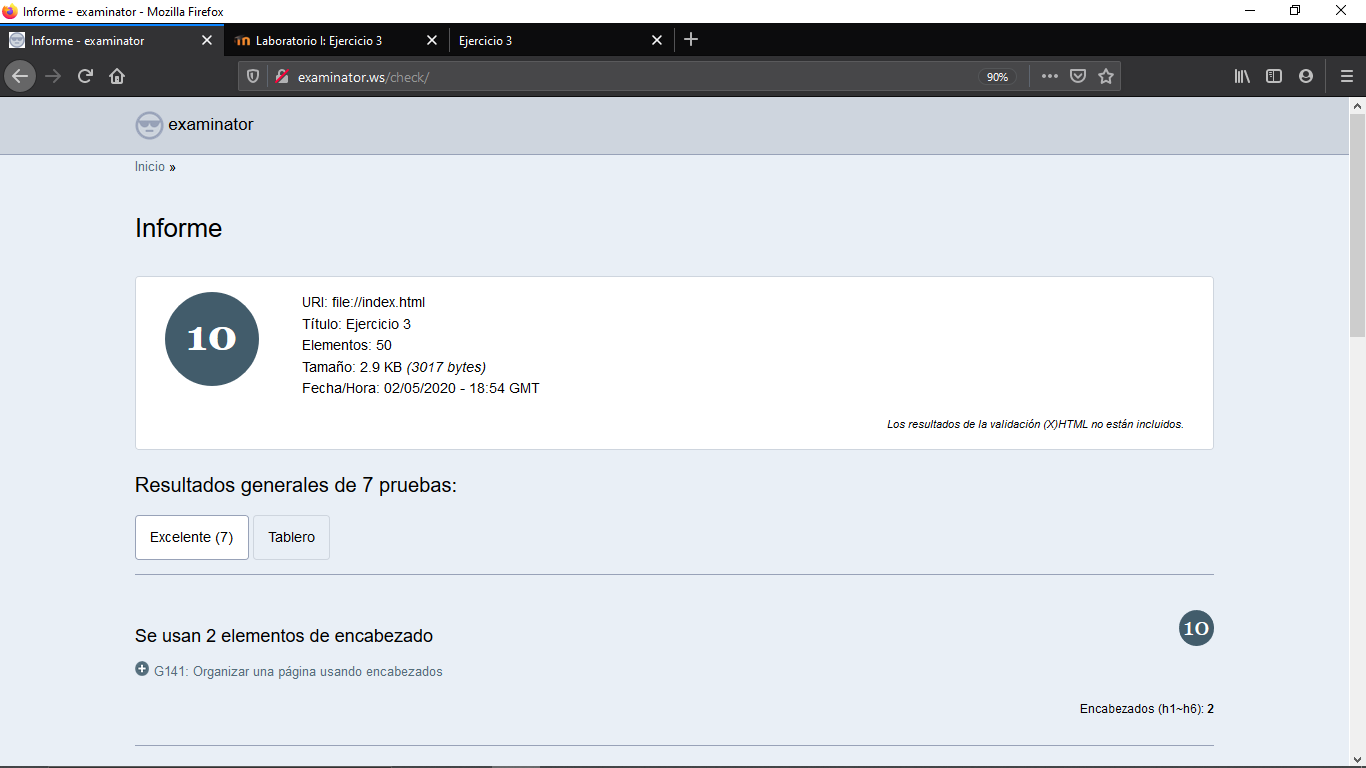 Informe - examinator - Mozilla Firefox
Informe - examinator
Laboratorio I: Ejercicio 3
Ejercicio 3
examinator.ws/check/
90%
examinator
Inicio »
Informe
10
URI: file://index.html
Título: Ejercicio 3
Elementos: 50
Tamaño: 2.9 KB (3017 bytes)
Fecha/Hora: 02/05/2020 - 18:54 GMT
Los resultados de la validación (X)HTML no están incluidos.
Resultados generales de 7 pruebas:
Excelente (7) Tablero
Se usan 2 elementos de encabezado
10
G141: Organizar una página usando encabezados
Encabezados (h1~h6): 2